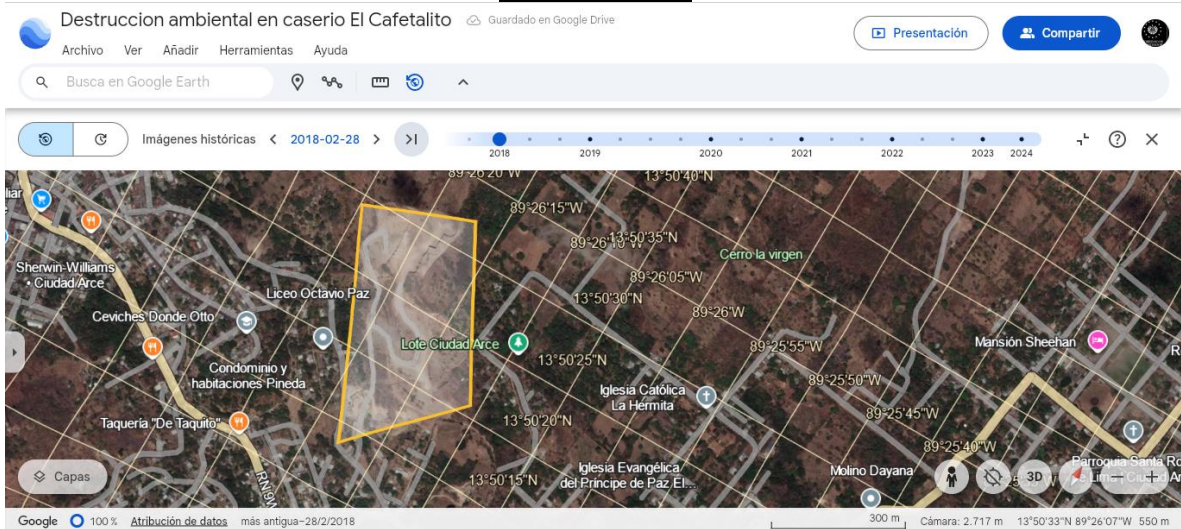 Destruccion ambiental en caserio El Cafetalito Guardado en Google Drive
Archivo Ver Añadir Herramientas Ayuda
Presentación
Compartir
Busca en Google Earth
Imágenes históricas 2018-02-28
2018 2019 2020 2021 2022 2023 2024
89°26'20"W
13°50'40"N
89°26'15"W
13°50'35"N
Cerro la virgen
Sherwin-Williams
• Ciudad Arce
89°26'05"W
Liceo Octavio Paz
13°50'30"N
89°26'W
Ceviches Donde Otto
Lote Ciudad Arce
89°25'55"W
Mansión Sheehan
13°50'25"N
Condominio y
habitaciones Pineda
89°25'50"W
Iglesia Católica
La Hérmita
Taquería "De Taquito"
13°50'20"N
89°25'45"W
89°25'40"W
Iglesia Evangélica
del Príncipe de Paz El...
Molino Dayana
Parroquia Santa
13°50'15"N
RN9W
Capas
3D
Google 100 % Atribución de datos más antigua–28/2/2018 300 m Cámara: 2.717 m 13°50'33"N 89°26'07"W 550 m